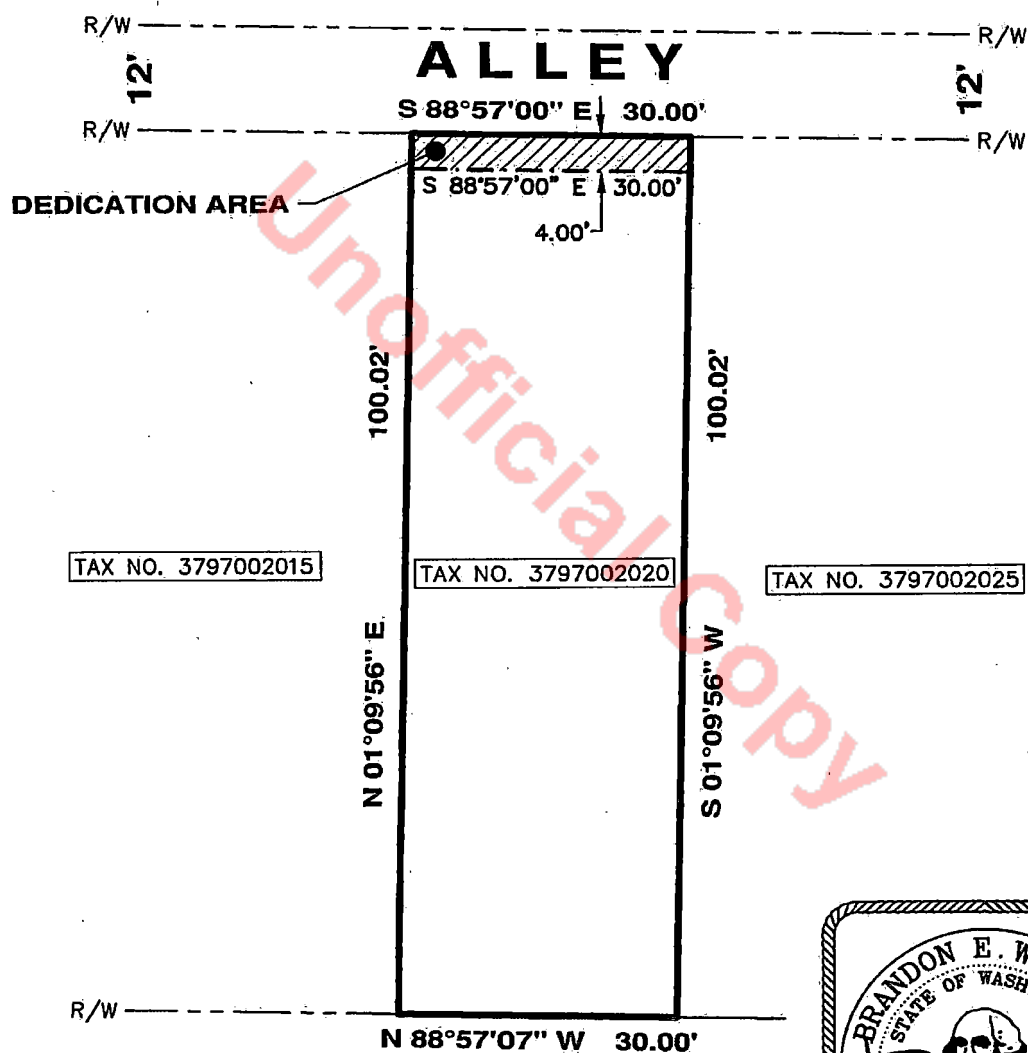 R/W R/W
12' ALLEY 12'
S 88°57'00" E 30.00'
R/W R/W
S 88°57'00" E 30.00'
DEDICATION AREA
4.00'
100.02' 100.02'
TAX NO. 3797002015 TAX NO. 3797002020 TAX NO. 3797002025
N 01°09'56" E S 01°09'56" W
R/W
N 88°57'07" W 30.00'
Unofficial Copy
BRANDON E. W
STATE OF WASH